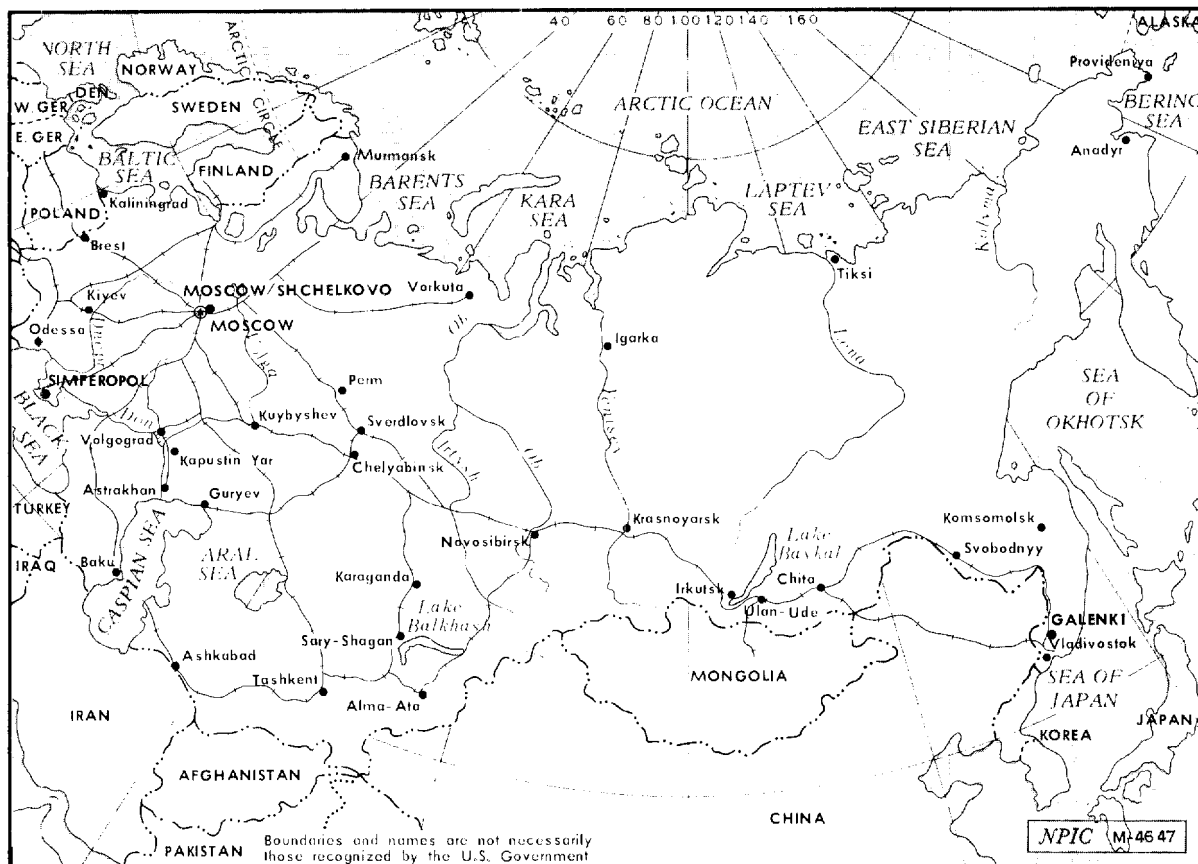 40 60 80 100 120 140 160
ALASKA
NORTH SEA
ARCTIC CIRCLE
NORWAY
Provideniya
DEN
W. GER
SWEDEN
ARCTIC OCEAN
BERING SEA
E. GER
EAST SIBERIAN SEA
Anadyr
BALTIC SEA
FINLAND
Murmansk
BARENTS SEA
KARA SEA
LAPTEV SEA
Kaliningrad
POLAND
Kolyma
Brest
Tiksi
MOSCOW/SHCHELKOVO
Vorkuta
Kiyev
MOSCOW
Ob
Odessa
Volga
Igarka
Lena
SIMFEROPOL
Perm
SEA OF OKHOTSK
BLACK SEA
Yenisey
Don
Kuybyshev
Sverdlovsk
Volgograd
Irtysh
Ob
Kapustin Yar
Chelyabinsk
Astrakhan
Guryev
TURKEY
Krasnoyarsk
Komsomolsk
CASPIAN SEA
Novosibirsk
Lake Baskal
Svobodnyy
IRAQ
ARAL SEA
Baku
Karaganda
Irkutsk
Chita
Ulan-Ude
Lake Balkhash
GALENKI
Sary-Shagan
Vladivostok
Ashkabad
MONGOLIA
SEA OF JAPAN
Tashkent
Alma-Ata
IRAN
JAPAN
KOREA
AFGHANISTAN
CHINA
Boundaries and names are not necessarily
those recognized by the U.S. Government
NPIC M-4647
PAKISTAN